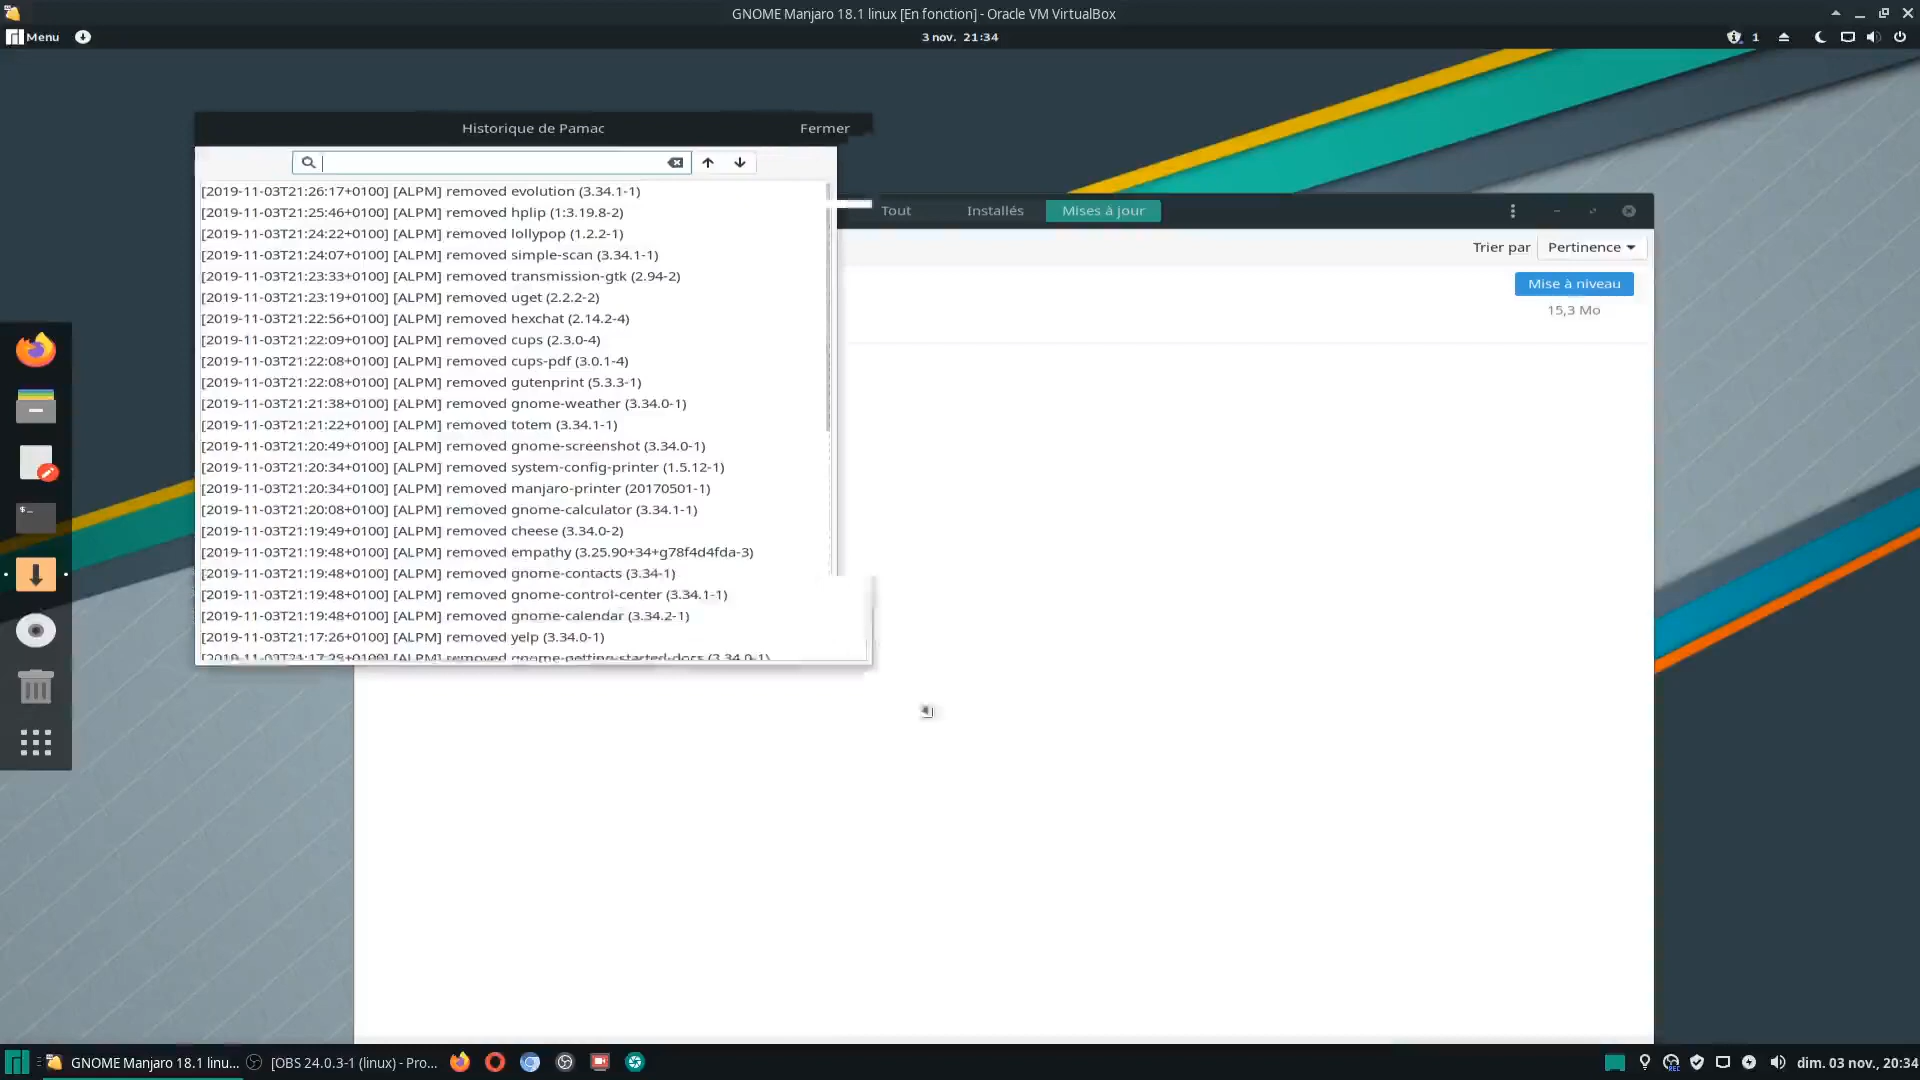 GNOME Manjaro 18.1 linux [En fonction] - Oracle VM VirtualBox
Menu
3 nov. 21:34
1
Historique de Pamac
Fermer
[2019-11-03T21:26:17+0100] [ALPM] removed evolution (3.34.1-1)
[2019-11-03T21:25:46+0100] [ALPM] removed hplip (1:3.19.8-2)
[2019-11-03T21:24:22+0100] [ALPM] removed lollypop (1.2.2-1)
[2019-11-03T21:24:07+0100] [ALPM] removed simple-scan (3.34.1-1)
[2019-11-03T21:23:33+0100] [ALPM] removed transmission-gtk (2.94-2)
[2019-11-03T21:23:19+0100] [ALPM] removed uget (2.2.2-2)
[2019-11-03T21:22:56+0100] [ALPM] removed hexchat (2.14.2-4)
[2019-11-03T21:22:09+0100] [ALPM] removed cups (2.3.0-4)
[2019-11-03T21:22:08+0100] [ALPM] removed cups-pdf (3.0.1-4)
[2019-11-03T21:22:08+0100] [ALPM] removed gutenprint (5.3.3-1)
[2019-11-03T21:21:38+0100] [ALPM] removed gnome-weather (3.34.0-1)
[2019-11-03T21:21:22+0100] [ALPM] removed totem (3.34.1-1)
[2019-11-03T21:20:49+0100] [ALPM] removed gnome-screenshot (3.34.0-1)
[2019-11-03T21:20:34+0100] [ALPM] removed system-config-printer (1.5.12-1)
[2019-11-03T21:20:34+0100] [ALPM] removed manjaro-printer (20170501-1)
[2019-11-03T21:20:08+0100] [ALPM] removed gnome-calculator (3.34.1-1)
[2019-11-03T21:19:49+0100] [ALPM] removed cheese (3.34.0-2)
[2019-11-03T21:19:48+0100] [ALPM] removed empathy (3.25.90+34+g78f4d4fda-3)
[2019-11-03T21:19:48+0100] [ALPM] removed gnome-contacts (3.34-1)
[2019-11-03T21:19:48+0100] [ALPM] removed gnome-control-center (3.34.1-1)
[2019-11-03T21:19:48+0100] [ALPM] removed gnome-calendar (3.34.2-1)
[2019-11-03T21:17:26+0100] [ALPM] removed yelp (3.34.0-1)
[2019-11-03T21:17:25+0100] [ALPM] removed gnome-getting-started-docs (3.34.0-1)
Tout
Installés
Mises à jour
Trier par
Pertinence
Mise à niveau
15,3 Mo
GNOME Manjaro 18.1 linu...
[OBS 24.0.3-1 (linux) - Pro...
REC
dim. 03 nov., 20:34